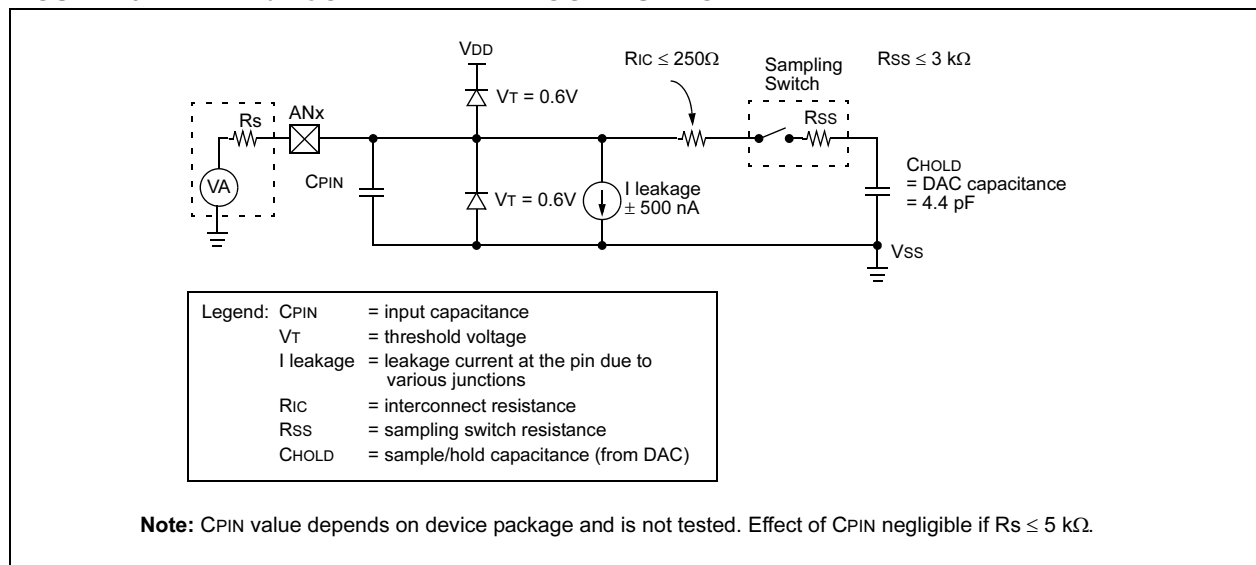 VDD
RIC ≤ 250Ω
Sampling
Switch
RSS ≤ 3 kΩ
VT = 0.6V
Rs
ANx
RSS
VA
CPIN
VT = 0.6V
I leakage
± 500 nA
CHOLD
= DAC capacitance
= 4.4 pF
VSS
Legend: CPIN = input capacitance
VT = threshold voltage
I leakage = leakage current at the pin due to
various junctions
RIC = interconnect resistance
RSS = sampling switch resistance
CHOLD = sample/hold capacitance (from DAC)
Note: CPIN value depends on device package and is not tested. Effect of CPIN negligible if Rs ≤ 5 kΩ.